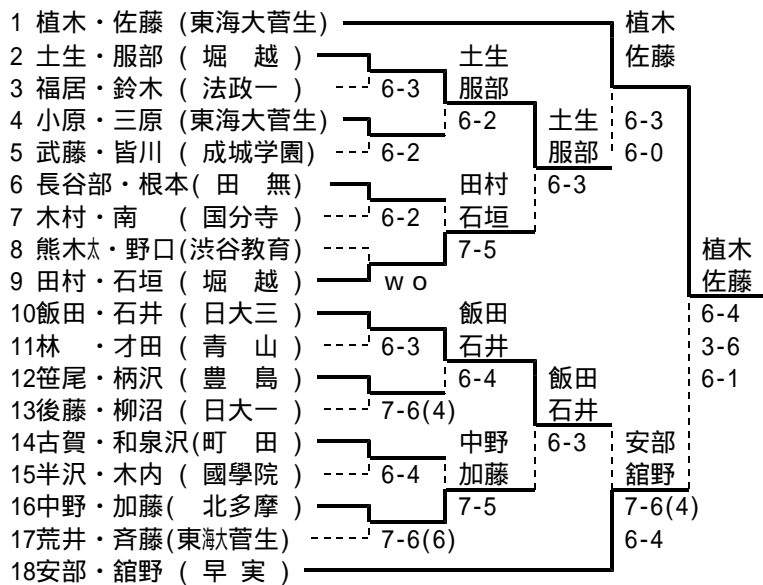 1 植木・佐藤 (東海大菅生) 植木
2 土生・服部 ( 堀 越 ) 土生 佐藤
3 福居・鈴木 ( 法政一 ) 6-3 服部
4 小原・三原 (東海大菅生) 6-2 土生 6-3
5 武藤・皆川 ( 成城学園) 6-2 服部 6-0
6 長谷部・根本( 田 無) 田村 6-3
7 木村・南 ( 国分寺 ) 6-2 石垣
8 熊木太・野口(渋谷教育) 7-5 植木
9 田村・石垣 ( 堀 越 ) w o 佐藤
10飯田・石井 ( 日大三 ) 飯田 6-4
11林 ・才田 ( 青 山 ) 6-3 石井 3-6
12笹尾・柄沢 ( 豊 島 ) 6-4 飯田 6-1
13後藤・柳沼 ( 日大一 ) 7-6(4) 石井
14古賀・和泉沢(町 田 ) 中野 6-3 安部
15半沢・木内 ( 國學院 ) 6-4 加藤 舘野
16中野・加藤( 北多摩 ) 7-5 7-6(4)
17荒井・斉藤(東海大菅生) 7-6(6) 6-4
18安部・舘野 ( 早 実 )